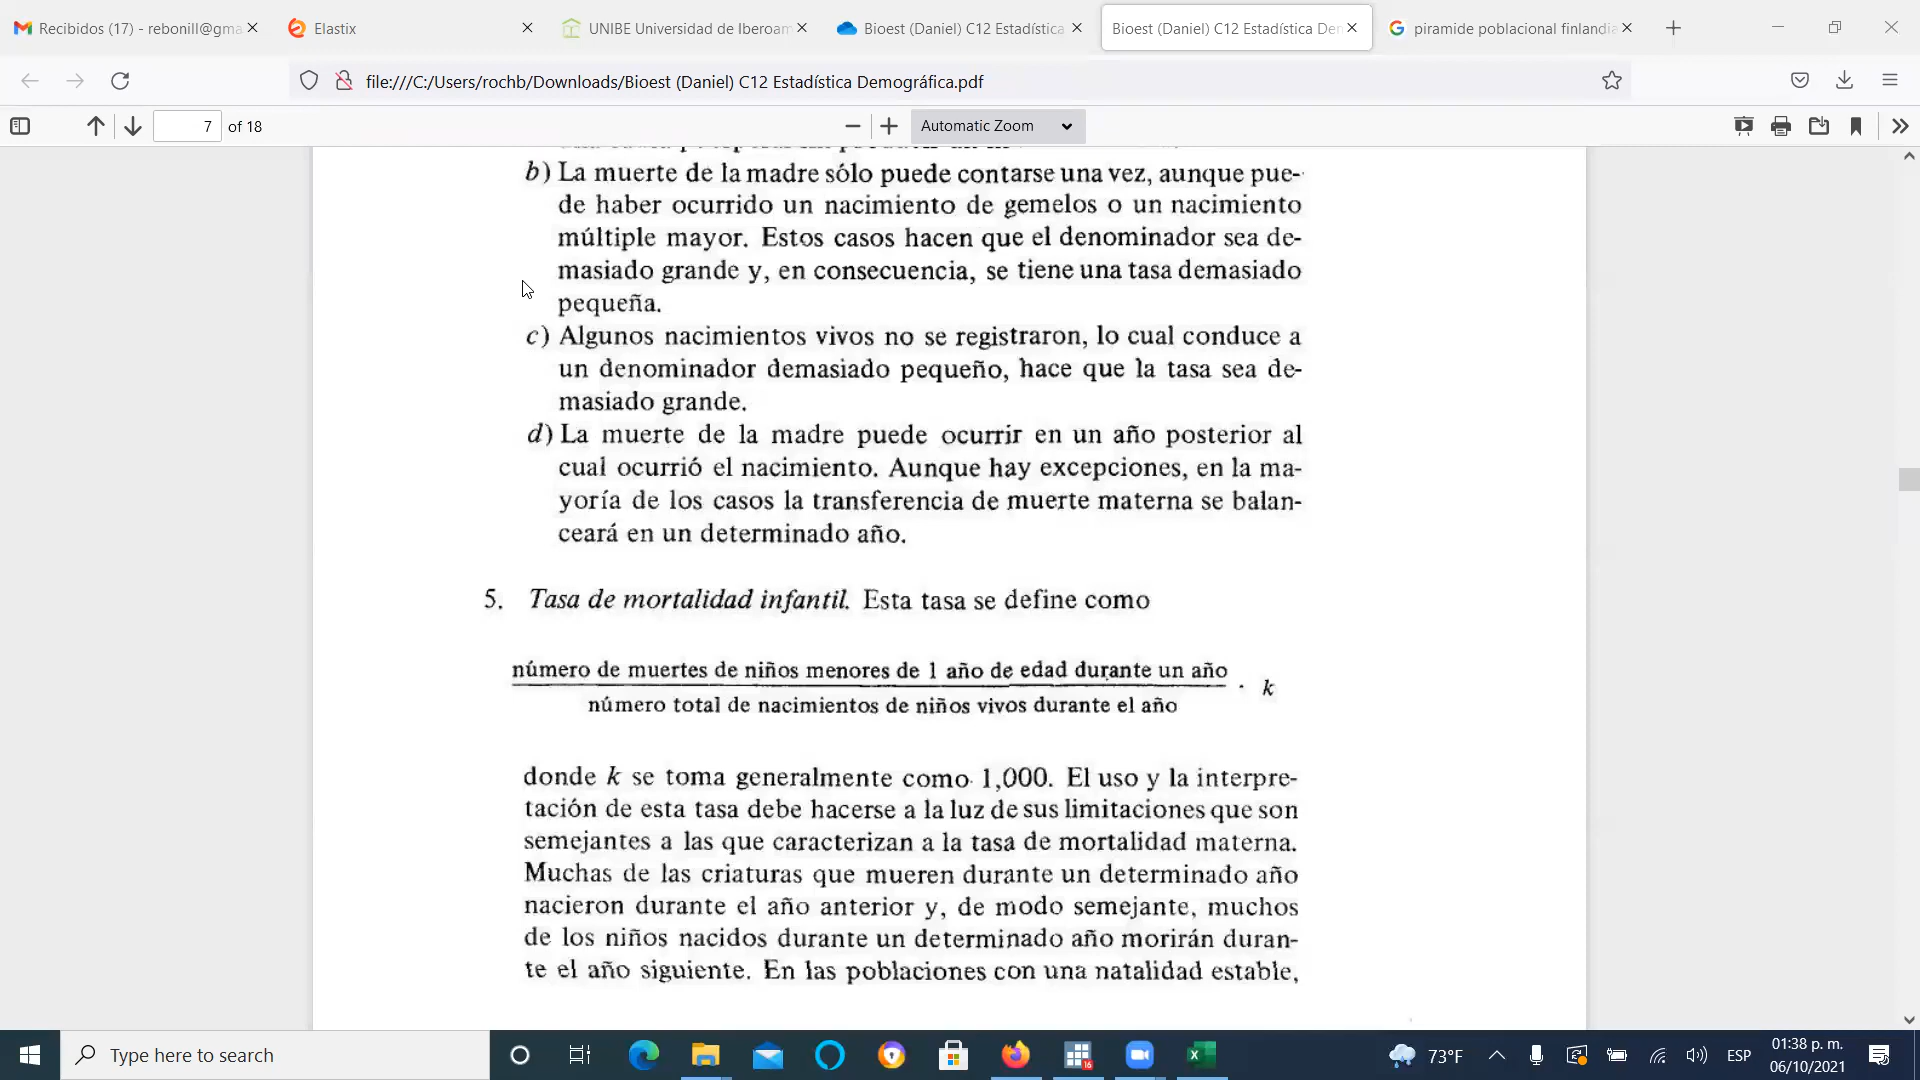 Recibidos (17) - rebonill@gma
Elastix
UNIBE Universidad de Iberoam
Bioest (Daniel) C12 Estadística
Bioest (Daniel) C12 Estadística De
piramide poblacional finlandia
file:///C:/Users/rochb/Downloads/Bioest (Daniel) C12 Estadística Demográfica.pdf
7 of 18
Automatic Zoom
b) La muerte de la madre sólo puede contarse una vez, aunque pue-
de haber ocurrido un nacimiento de gemelos o un nacimiento
múltiple mayor. Estos casos hacen que el denominador sea de-
masiado grande y, en consecuencia, se tiene una tasa demasiado
pequeña.
c) Algunos nacimientos vivos no se registraron, lo cual conduce a
un denominador demasiado pequeño, hace que la tasa sea de-
masiado grande.
d) La muerte de la madre puede ocurrir en un año posterior al
cual ocurrió el nacimiento. Aunque hay excepciones, en la ma-
yoría de los casos la transferencia de muerte materna se balan-
ceará en un determinado año.
5. Tasa de mortalidad infantil. Esta tasa se define como
número de muertes de niños menores de 1 año de edad durante un año
· k
número total de nacimientos de niños vivos durante el año
donde k se toma generalmente como 1,000. El uso y la interpre-
tación de esta tasa debe hacerse a la luz de sus limitaciones que son
semejantes a las que caracterizan a la tasa de mortalidad materna.
Muchas de las criaturas que mueren durante un determinado año
nacieron durante el año anterior y, de modo semejante, muchos
de los niños nacidos durante un determinado año morirán duran-
te el año siguiente. En las poblaciones con una natalidad estable,
Type here to search
16
73°F
ESP
01:38 p. m.
06/10/2021